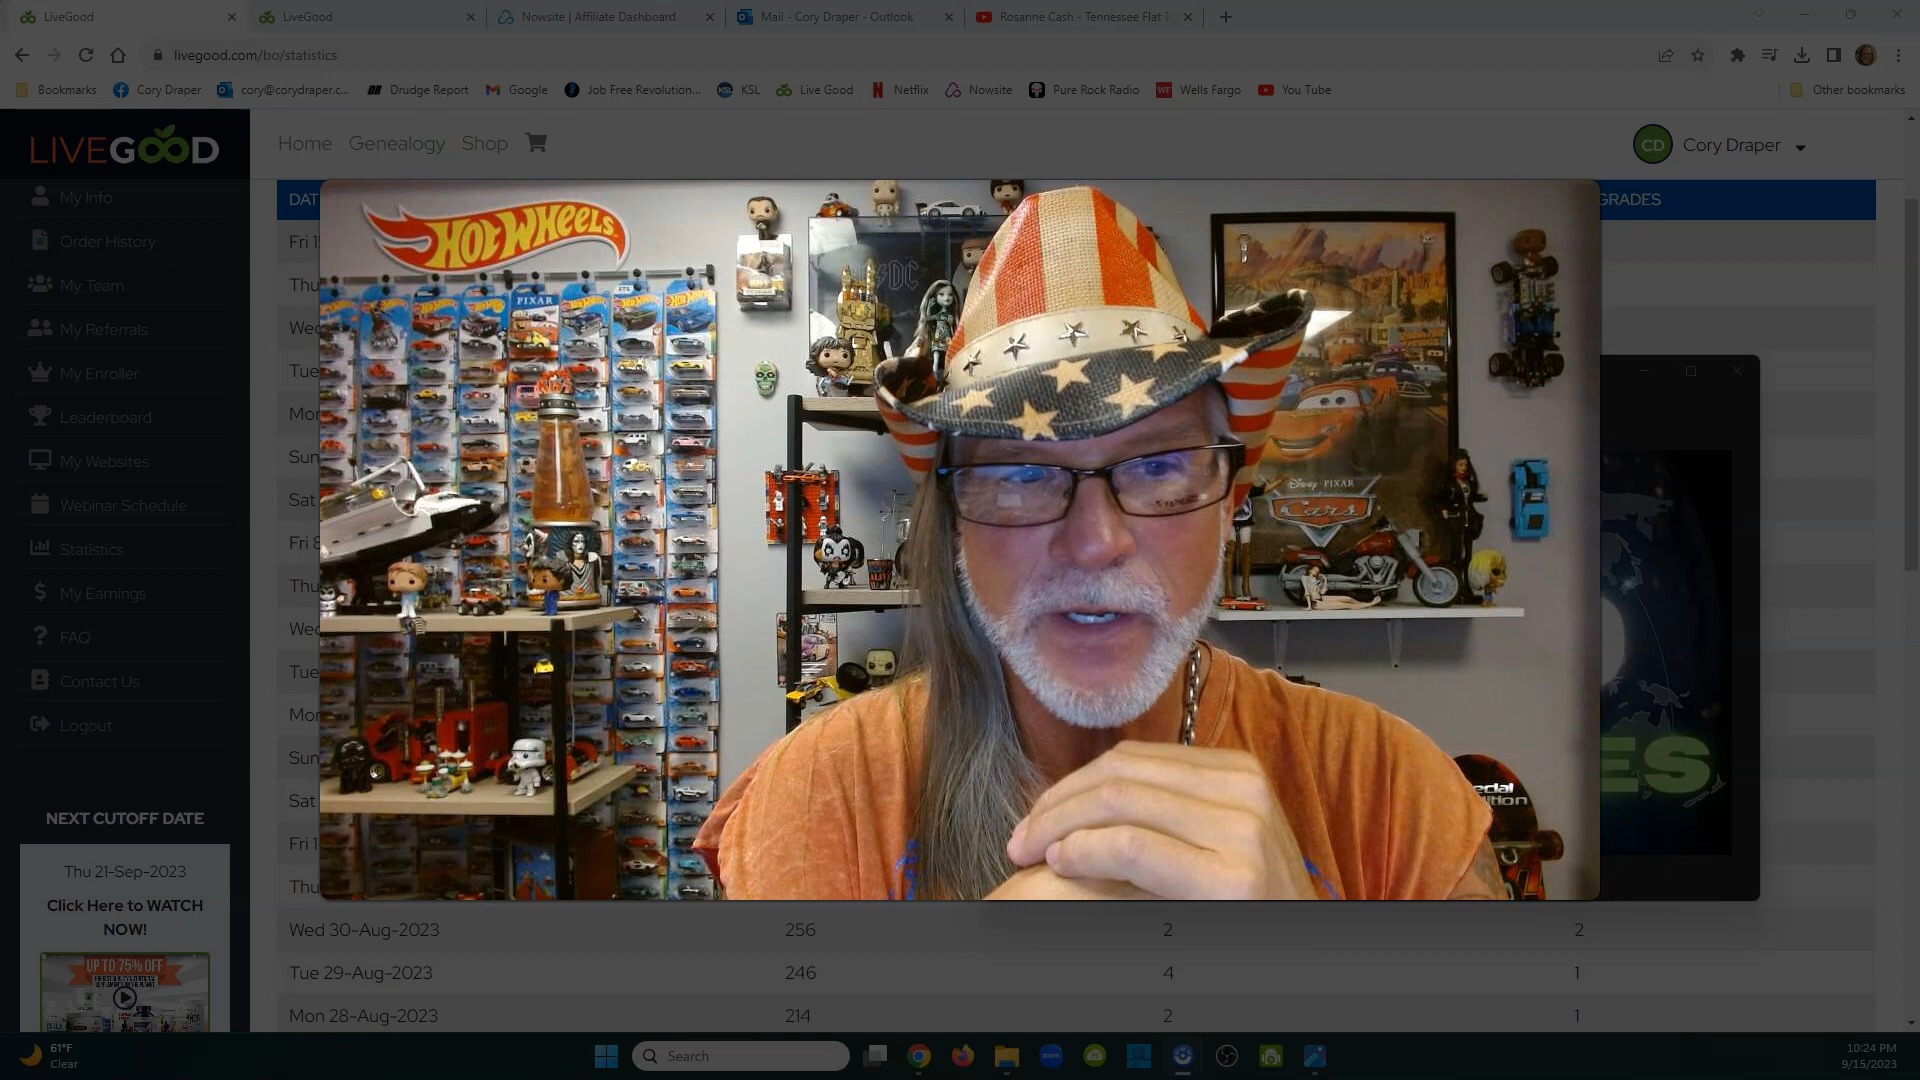 LiveGood
LiveGood
Nowsite | Affiliate Dashboard
Mail - Cory Draper - Outlook
Rosanne Cash - Tennessee Flat T
livegood.com/bo/statistics
Bookmarks
Cory Draper
cory@corydraper.c...
Drudge Report
Google
Job Free Revolution...
KSL
Live Good
Netflix
Nowsite
Pure Rock Radio
Wells Fargo
You Tube
Other bookmarks
LIVEGOOD
Home
Genealogy
Shop
CD
Cory Draper
My Info
Order History
My Team
My Referrals
My Enroller
Leaderboard
My Websites
Webinar Schedule
Statistics
My Earnings
FAQ
Contact Us
Logout
NEXT CUTOFF DATE
Thu 21-Sep-2023
Click Here to WATCH
NOW!
UP TO 75% OFF
DAT
GRADES
Fri 1
Thu
Wed
Tue
Mon
Sun
Sat
Fri 8
Thu
Wed
Tue
Mon
Sun
Sat
Fri 1
Thu
Wed 30-Aug-2023 256 2 2
Tue 29-Aug-2023 246 4 1
Mon 28-Aug-2023 214 2 1
HOT WHEELS
PIXAR
DISNEY PIXAR
Cars
ecial
dition
ES
61°F
Clear
Search
10:24 PM
9/15/2023